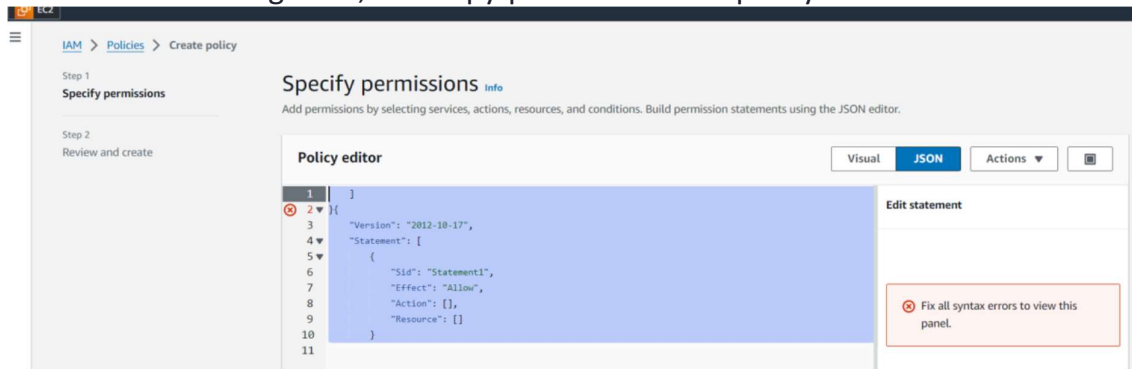 EC2
IAM > Policies > Create policy
Step 1
Specify permissions
Step 2
Review and create
Specify permissions Info
Add permissions by selecting services, actions, resources, and conditions. Build permission statements using the JSON editor.
Policy editor
Visual
JSON
Actions ▼
1 ]
2 ▼ }{
3 "Version": "2012-10-17",
4 ▼ "Statement": [
5 ▼ {
6 "Sid": "Statement1",
7 "Effect": "Allow",
8 "Action": [],
9 "Resource": []
10 }
11
Edit statement
Fix all syntax errors to view this
panel.